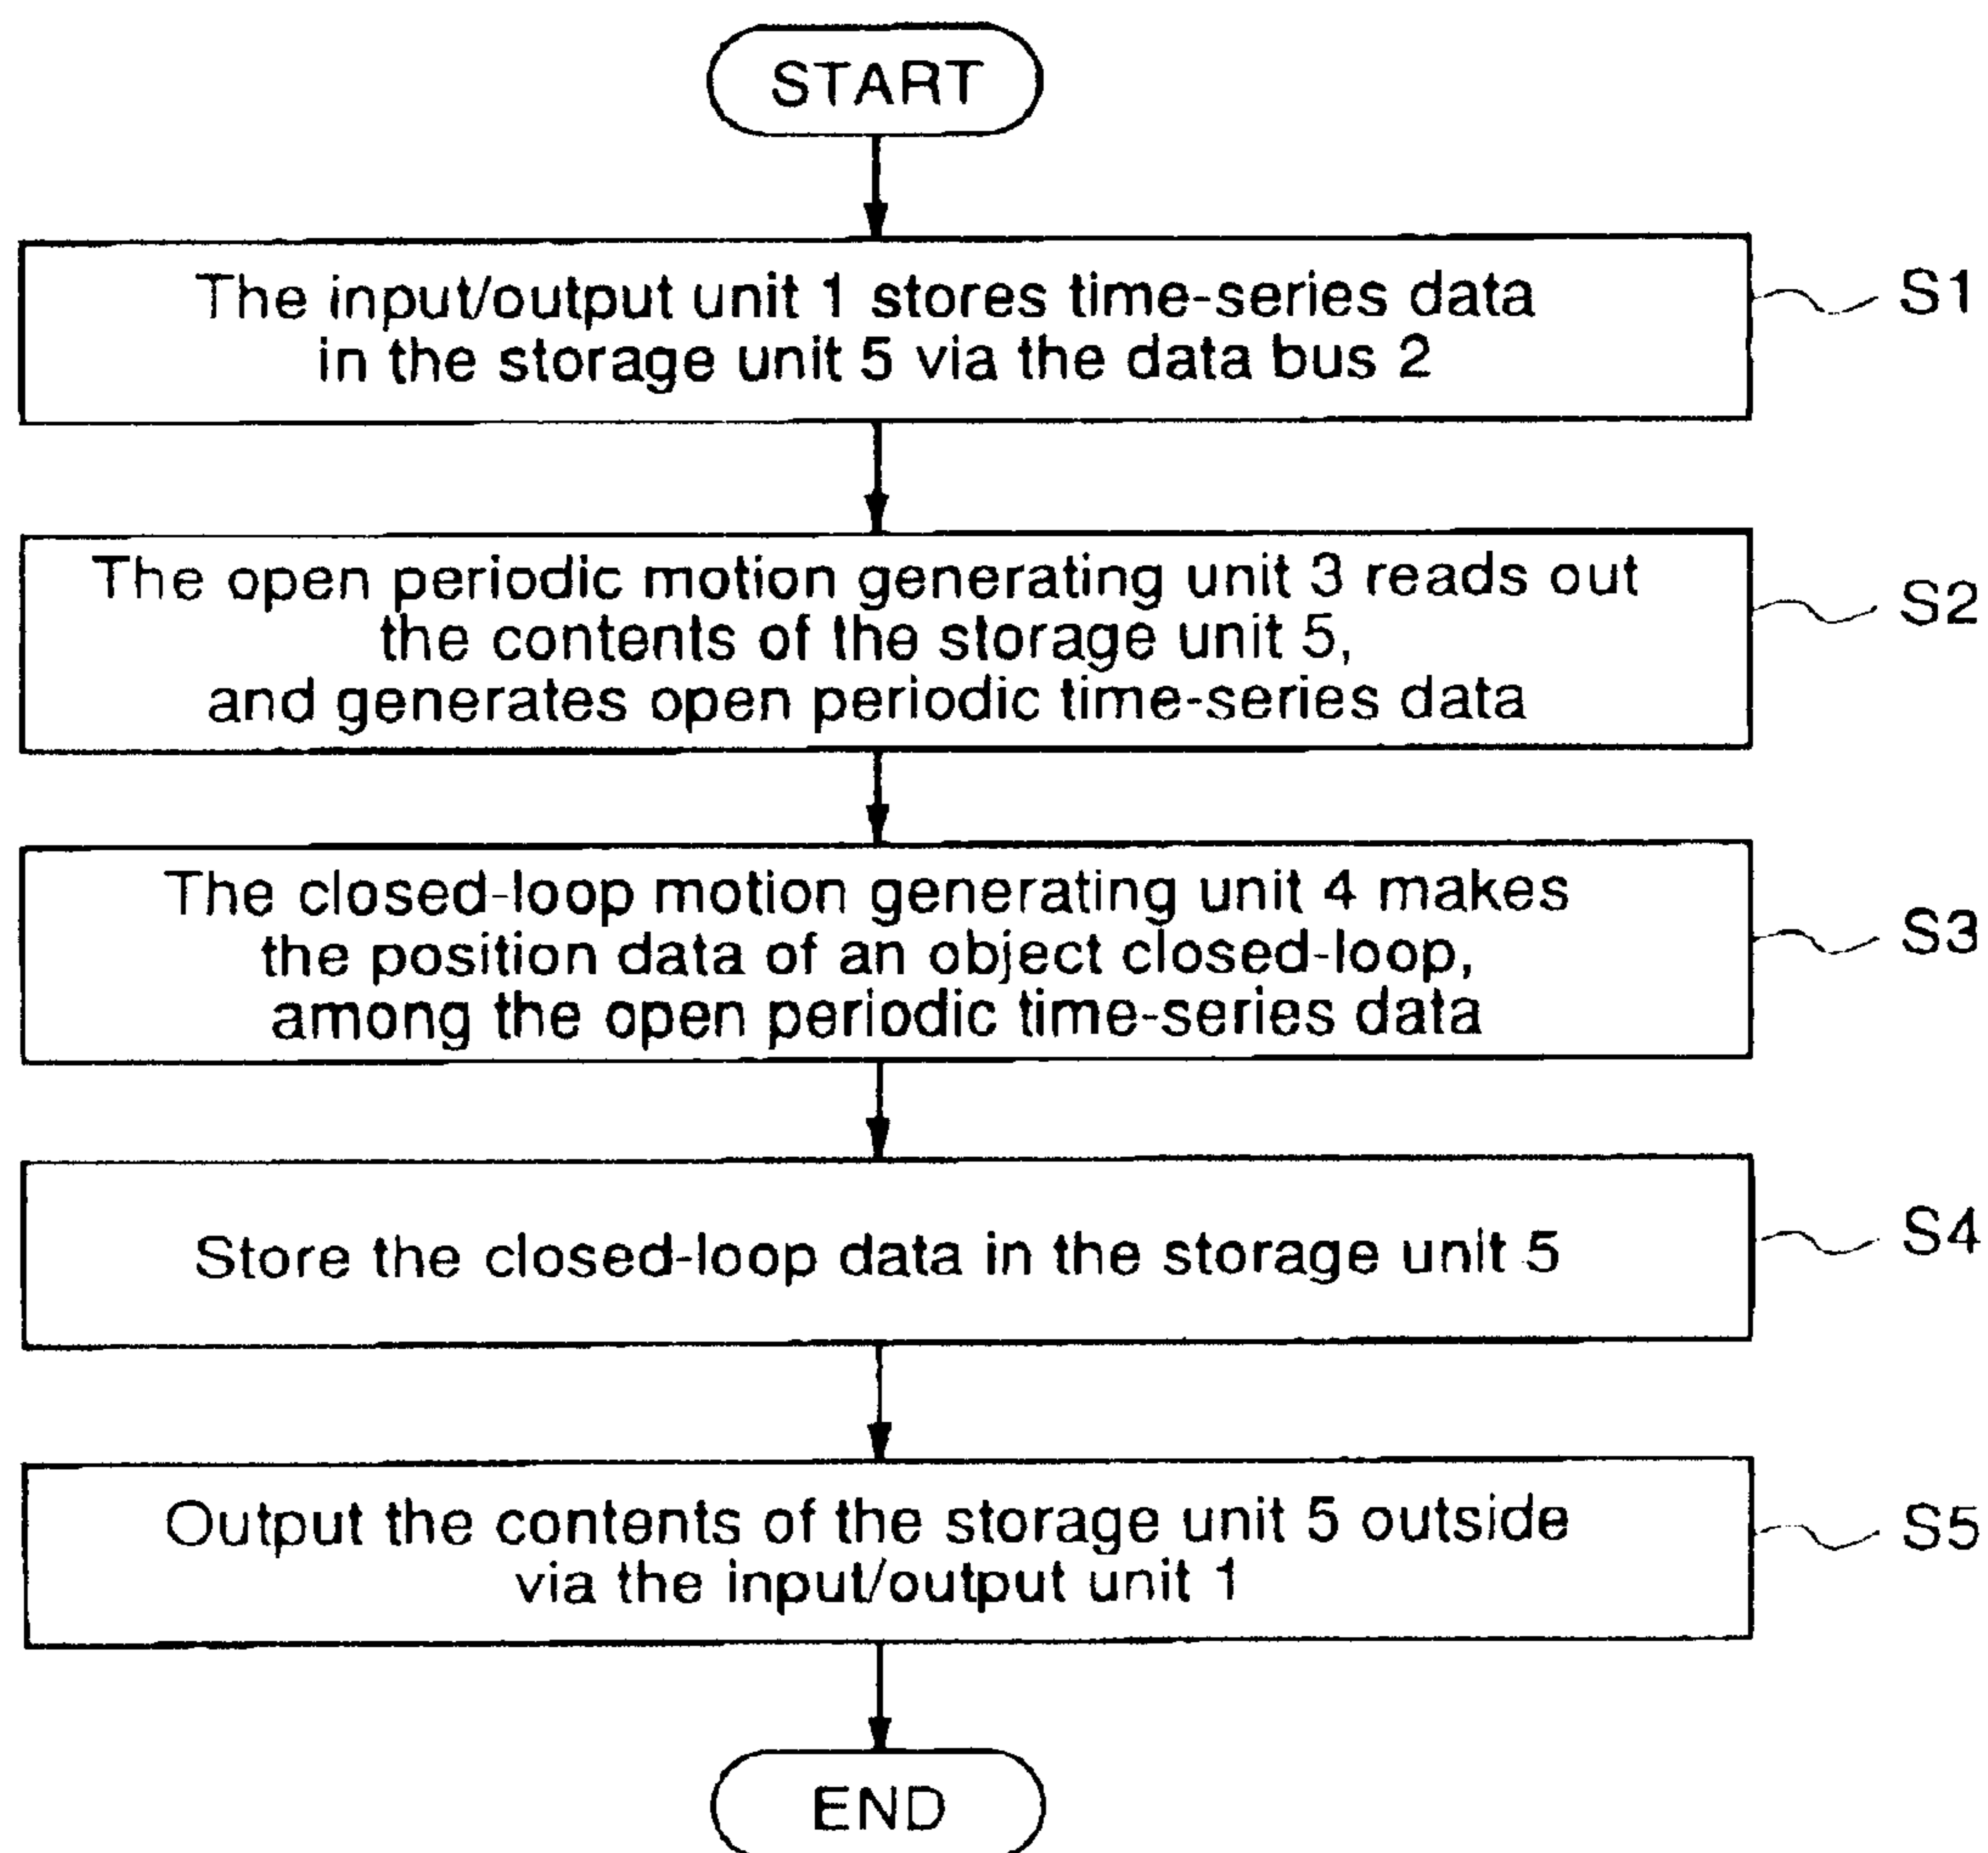 START
The input/output unit 1 stores time-series data
in the storage unit 5 via the data bus 2
S1
The open periodic motion generating unit 3 reads out
the contents of the storage unit 5,
and generates open periodic time-series data
S2
The closed-loop motion generating unit 4 makes
the position data of an object closed-loop,
among the open periodic time-series data
S3
Store the closed-loop data in the storage unit 5
S4
Output the contents of the storage unit 5 outside
via the input/output unit 1
S5
END